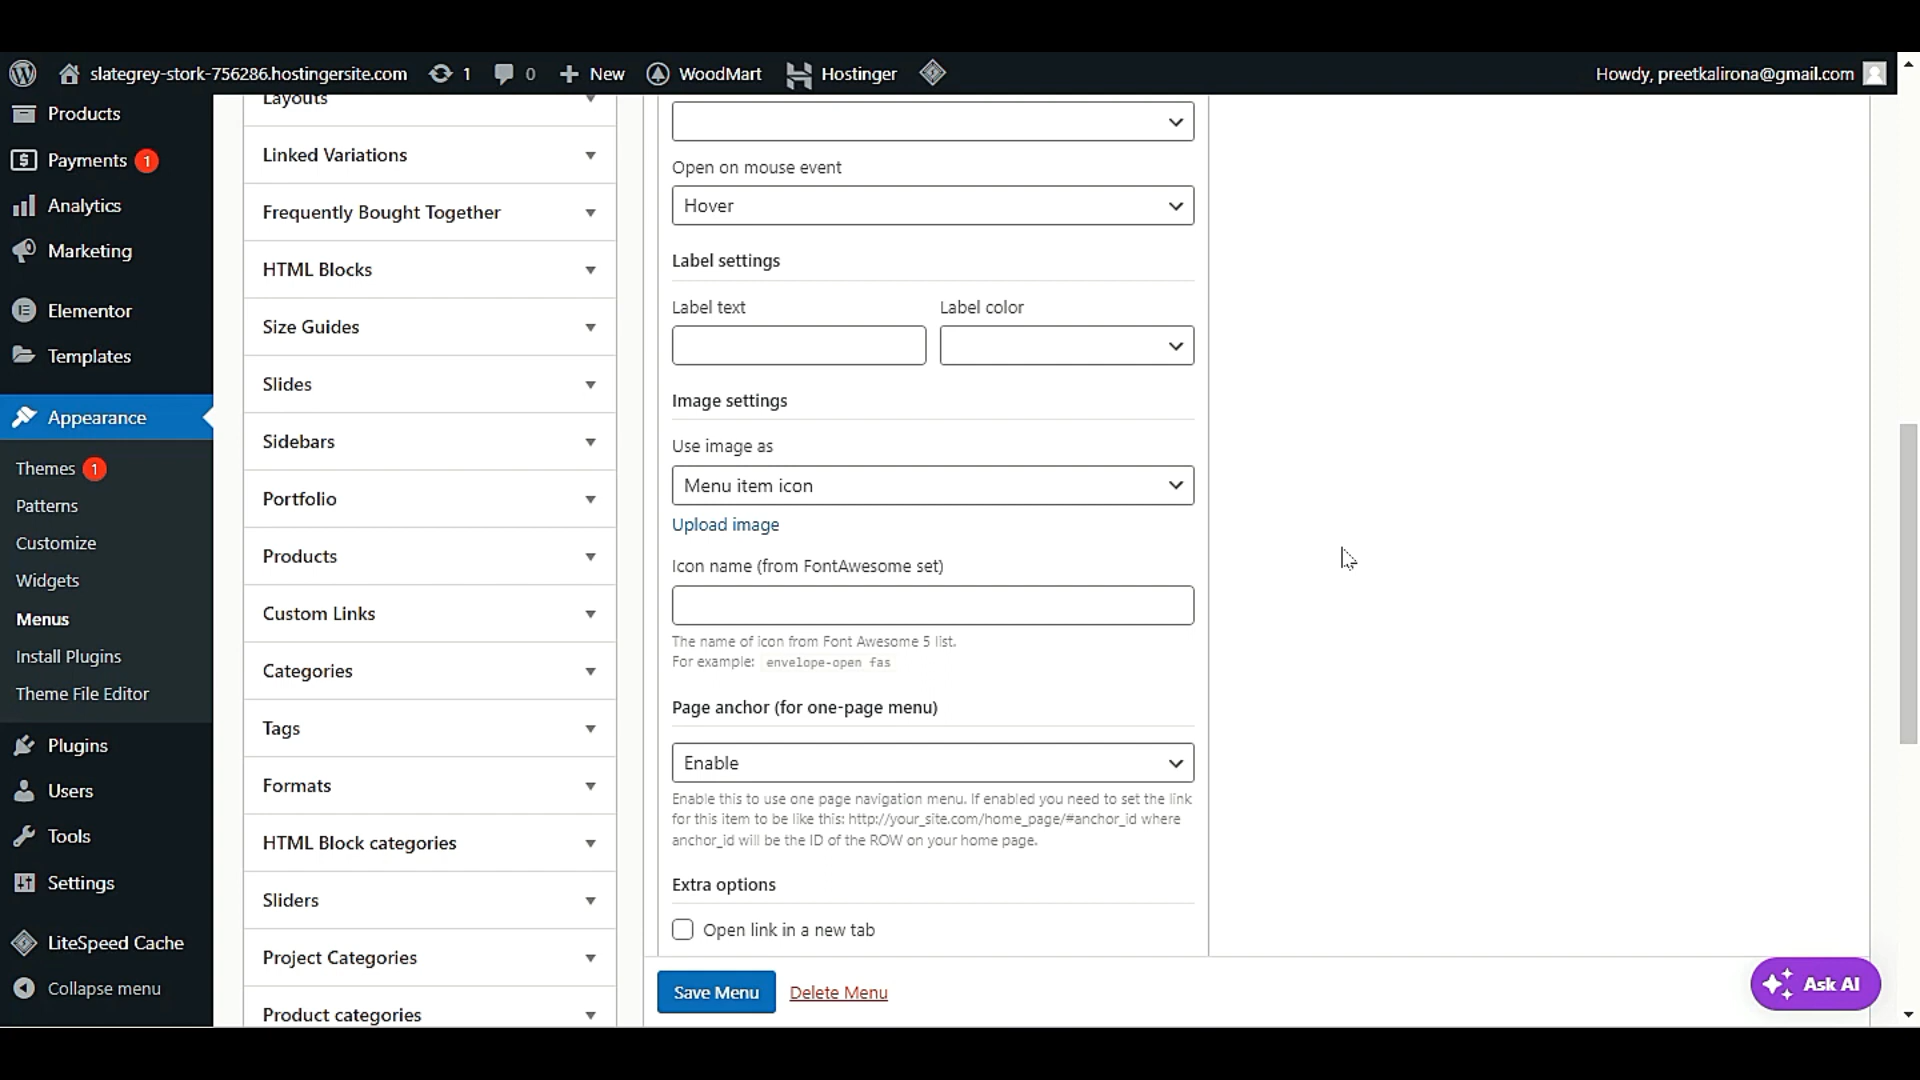 slategrey-stork-756286.hostingersite.com 1 0 New WoodMart Hostinger Howdy, preetkalirona@gmail.com
Products
Payments 1
Analytics
Marketing
Elementor
Templates
Appearance
Themes 1
Patterns
Customize
Widgets
Menus
Install Plugins
Theme File Editor
Plugins
Users
Tools
Settings
LiteSpeed Cache
Collapse menu
Layouts
Linked Variations
Frequently Bought Together
HTML Blocks
Size Guides
Slides
Sidebars
Portfolio
Products
Custom Links
Categories
Tags
Formats
HTML Block categories
Sliders
Project Categories
Product categories
Open on mouse event
Hover
Label settings
Label text Label color
Image settings
Use image as
Menu item icon
Upload image
Icon name (from FontAwesome set)
The name of icon from Font Awesome 5 list.
For example: envelope-open fas
Page anchor (for one-page menu)
Enable
Enable this to use one page navigation menu. If enabled you need to set the link
for this item to be like this: http://your_site.com/home_page/#anchor_id where
anchor_id will be the ID of the ROW on your home page.
Extra options
Open link in a new tab
Save Menu Delete Menu
Ask AI